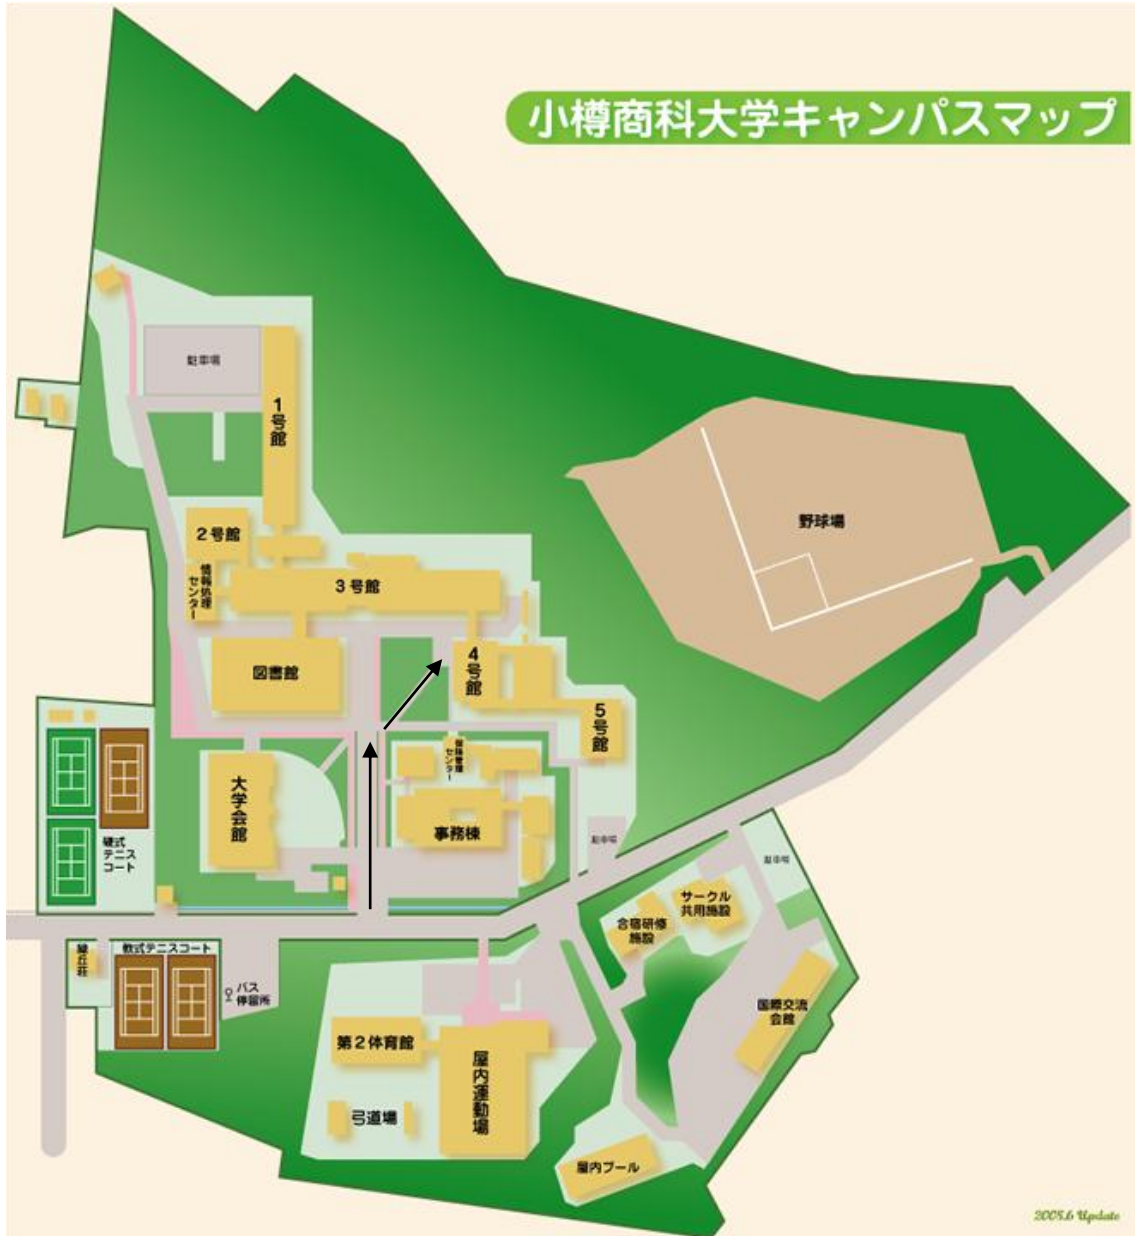 小樽商科大学キャンパスマップ
駐車場
1号館
2号館
情報処理
センター
3号館
野球場
図書館
4号館
5号館
保健管理
センター
大学会館
事務棟
硬式
テニス
コート
駐車場
駐車場
サークル
共用施設
合宿研修
施設
緑丘荘
軟式テニスコート
バス
停留所
国際交流
会館
第2体育館
屋内運動場
弓道場
屋内プール
2005.6 Update